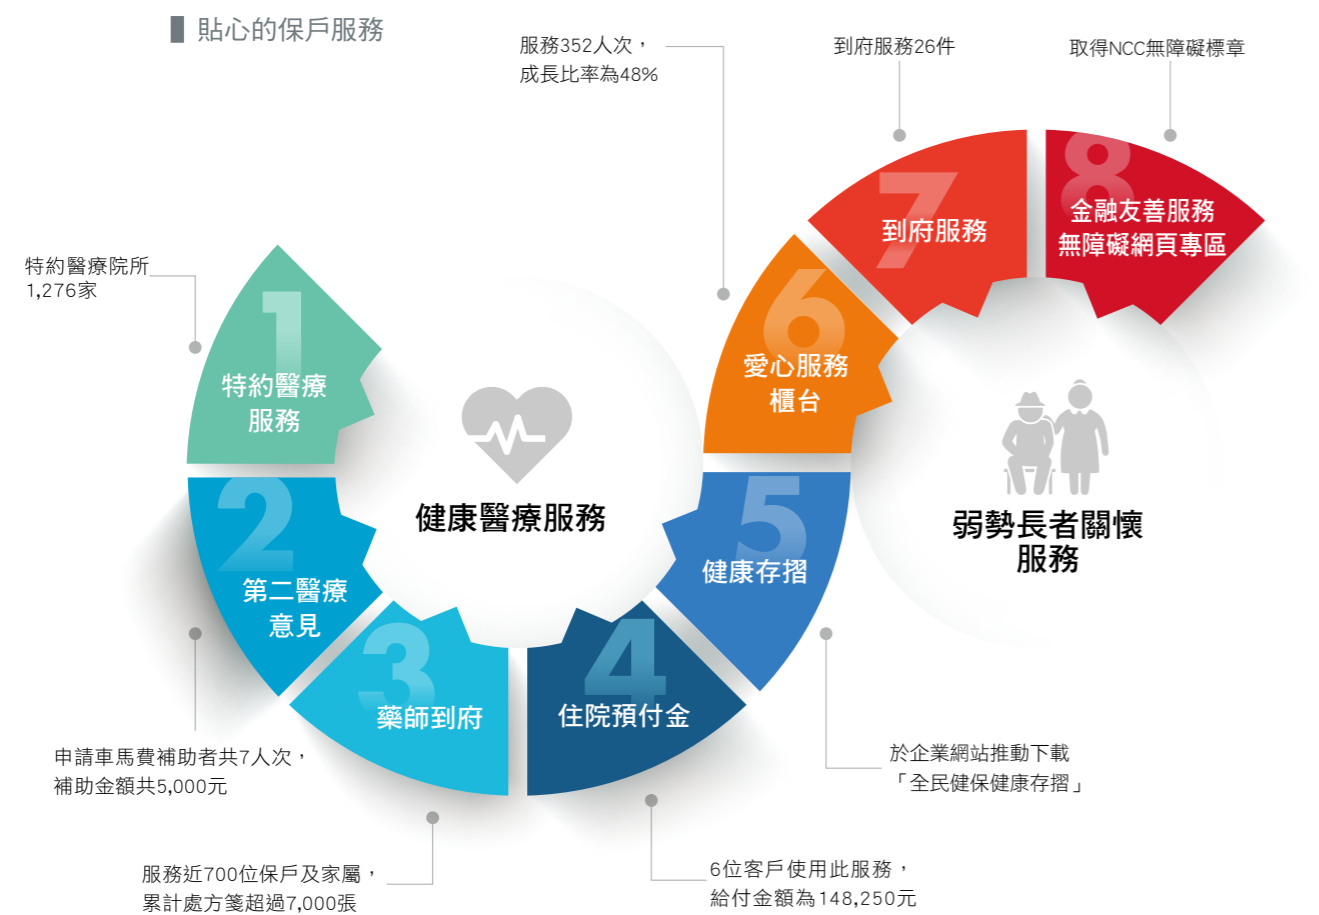 貼心的保戶服務
特約醫療院所
1,276家
1
特約醫療
服務
2
第二醫療
意見
申請車馬費補助者共7人次，
補助金額共5,000元
3
藥師到府
服務近700位保戶及家屬，
累計處方箋超過7,000張
4
住院預付金
6位客戶使用此服務，
給付金額為148,250元
5
健康存摺
於企業網站推動下載
「全民健保健康存摺」
6
愛心服務
櫃台
服務352人次，
成長比率為48%
7
到府服務
到府服務26件
8
金融友善服務
無障礙網頁專區
取得NCC無障礙標章
健康醫療服務
弱勢長者關懷
服務